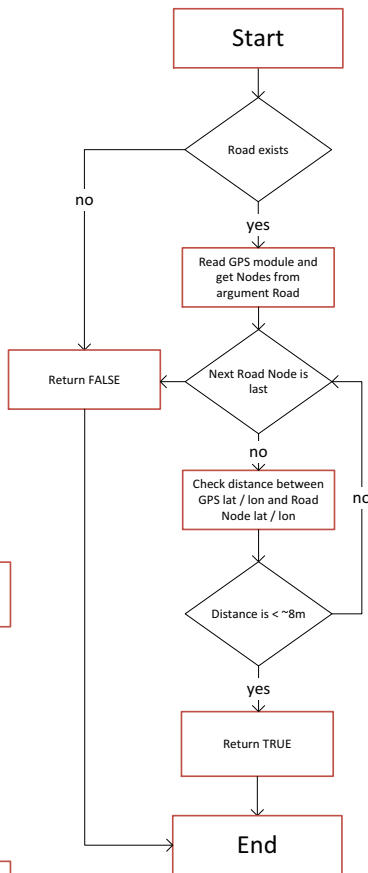 Start
Road exists
no
yes
Read GPS module and
get Nodes from
argument Road
Return FALSE
Next Road Node is
last
no
Check distance between
GPS lat / lon and Road
Node lat / lon
no
Distance is < ~8m
yes
Return TRUE
End